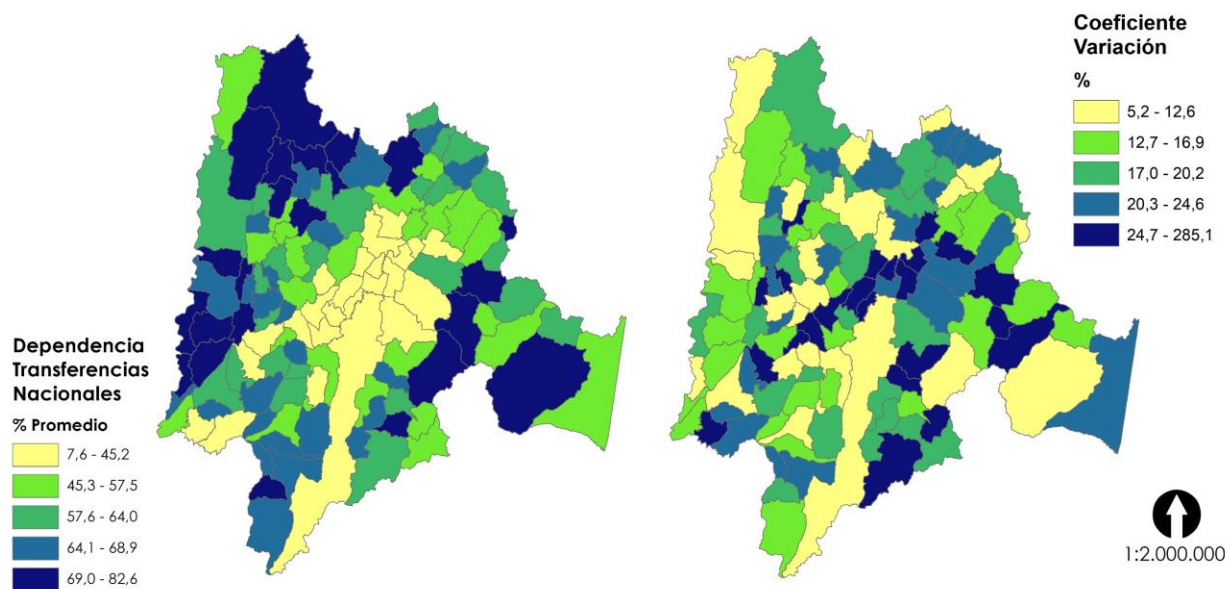 Dependencia
Transferencias
Nacionales
% Promedio
7,6 - 45,2
45,3 - 57,5
57,6 - 64,0
64,1 - 68,9
69,0 - 82,6
Coeficiente
Variación
%
5,2 - 12,6
12,7 - 16,9
17,0 - 20,2
20,3 - 24,6
24,7 - 285,1
1:2.000.000